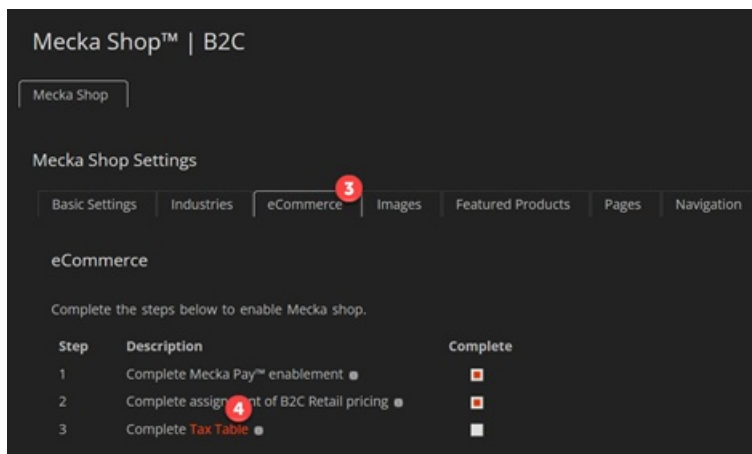 Mecka Shop™ | B2C
Mecka Shop
Mecka Shop Settings
3
Basic Settings Industries eCommerce Images Featured Products Pages Navigation
eCommerce
Complete the steps below to enable Mecka shop.
Step Description Complete
1 Complete Mecka Pay™ enablement
2 Complete assignment of B2C Retail pricing
4
3 Complete Tax Table